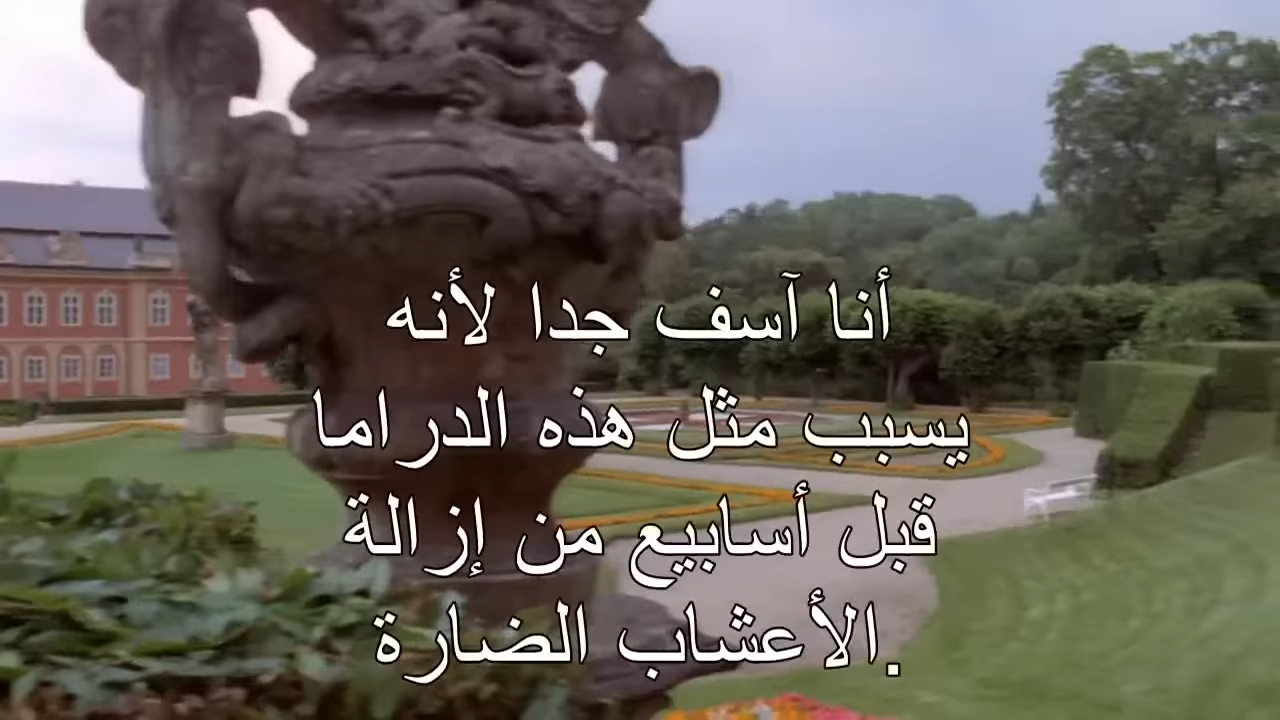 أنا آسف جدا لأنه
يسبب مثل هذه الدراما
قبل أسابيع من إزالة
الأعشاب الضارة.